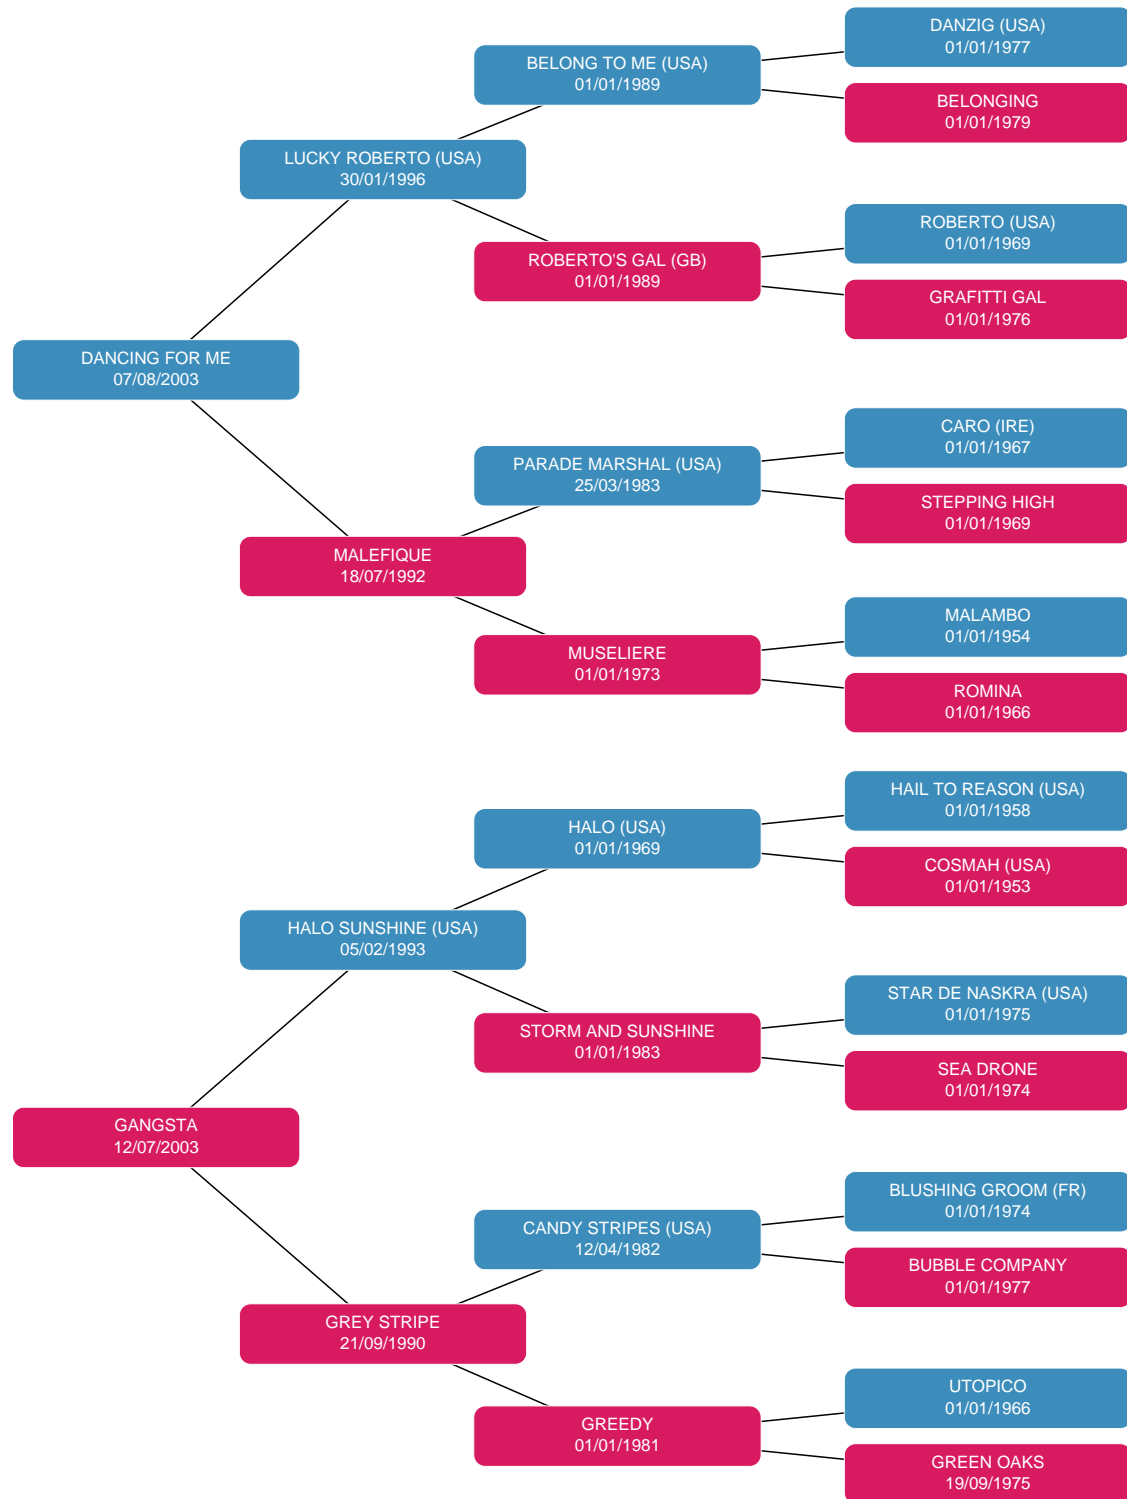 DANZIG (USA)
01/01/1977
BELONG TO ME (USA)
01/01/1989
BELONGING
01/01/1979
LUCKY ROBERTO (USA)
30/01/1996
ROBERTO (USA)
01/01/1969
ROBERTO'S GAL (GB)
01/01/1989
GRAFITTI GAL
01/01/1976
DANCING FOR ME
07/08/2003
CARO (IRE)
01/01/1967
PARADE MARSHAL (USA)
25/03/1983
STEPPING HIGH
01/01/1969
MALEFIQUE
18/07/1992
MALAMBO
01/01/1954
MUSELIERE
01/01/1973
ROMINA
01/01/1966
HAIL TO REASON (USA)
01/01/1958
HALO (USA)
01/01/1969
COSMAH (USA)
01/01/1953
HALO SUNSHINE (USA)
05/02/1993
STAR DE NASKRA (USA)
01/01/1975
STORM AND SUNSHINE
01/01/1983
SEA DRONE
01/01/1974
GANGSTA
12/07/2003
BLUSHING GROOM (FR)
01/01/1974
CANDY STRIPES (USA)
12/04/1982
BUBBLE COMPANY
01/01/1977
GREY STRIPE
21/09/1990
UTOPICO
01/01/1966
GREEDY
01/01/1981
GREEN OAKS
19/09/1975